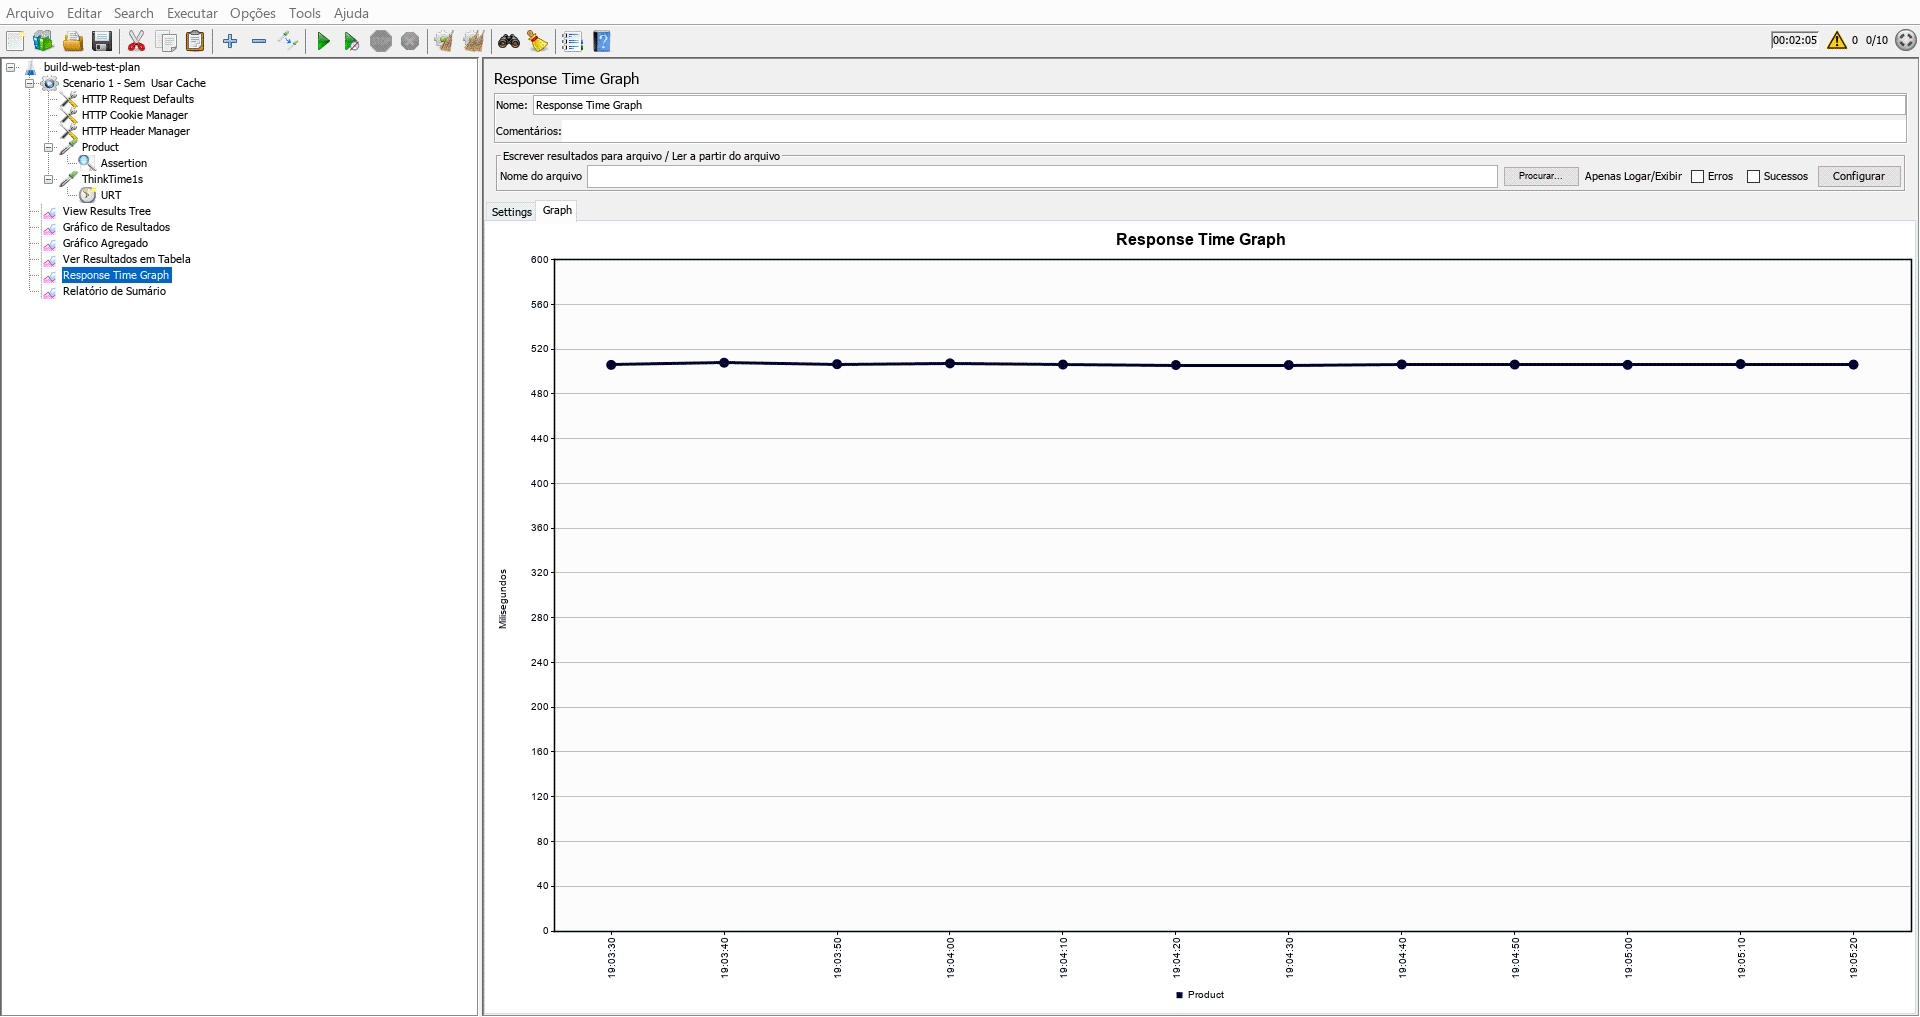 Arquivo Editar Search Executar Opções Tools Ajuda
00:02:05 0 0/10
build-web-test-plan
Scenario 1 - Sem  Usar Cache
HTTP Request Defaults
HTTP Cookie Manager
HTTP Header Manager
Product
Assertion
ThinkTime1s
URT
View Results Tree
Gráfico de Resultados
Gráfico Agregado
Ver Resultados em Tabela
Response Time Graph
Relatório de Sumário
Response Time Graph
Nome: Response Time Graph
Comentários:
Escrever resultados para arquivo / Ler a partir do arquivo
Nome do arquivo Procurar... Apenas Logar/Exibir Erros Sucessos Configurar
Settings Graph
Response Time Graph
600
560
520
480
440
400
360
320
280
240
200
160
120
80
40
0
Milisegundos
19:03:30 19:03:40 19:03:50 19:04:00 19:04:10 19:04:20 19:04:30 19:04:40 19:04:50 19:05:00 19:05:10 19:05:20
Product